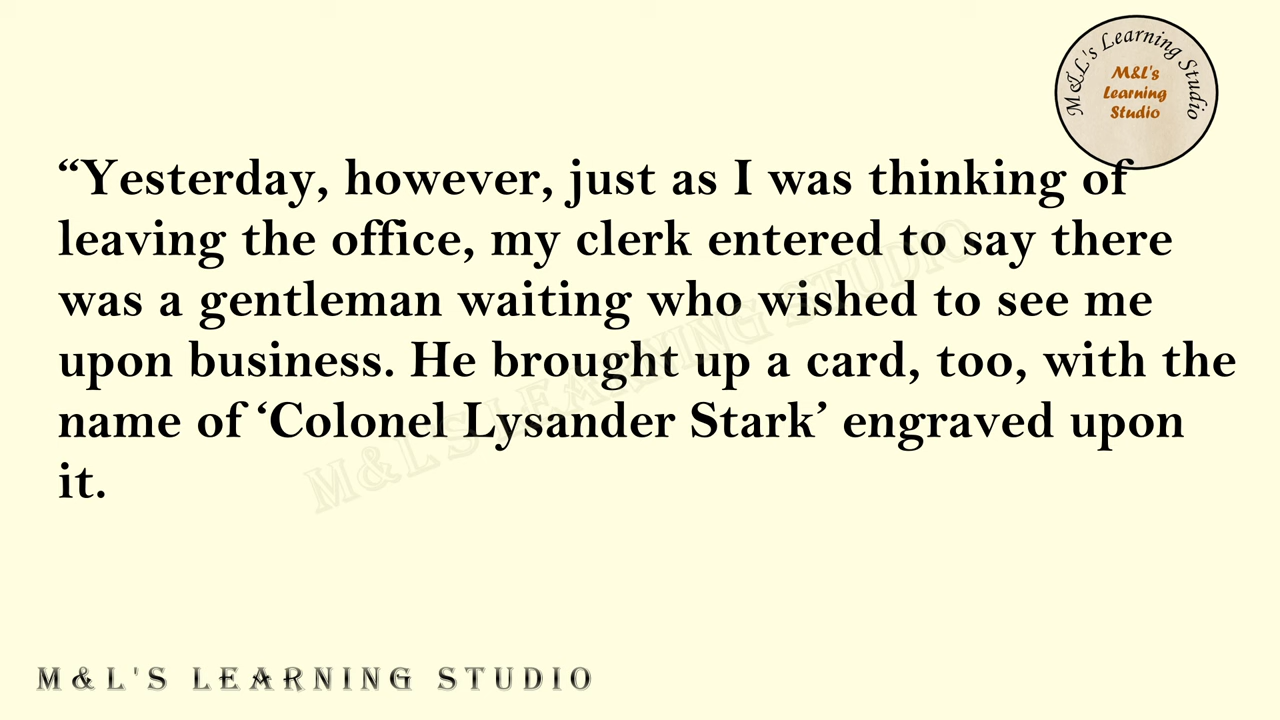 M&L's Learning Studio
M&L's
Learning
Studio
“Yesterday, however, just as I was thinking of
leaving the office, my clerk entered to say there
was a gentleman waiting who wished to see me
upon business. He brought up a card, too, with the
name of ‘Colonel Lysander Stark’ engraved upon
it.
M&L'S LEARNING STUDIO
M&L'S LEARNING STUDIO